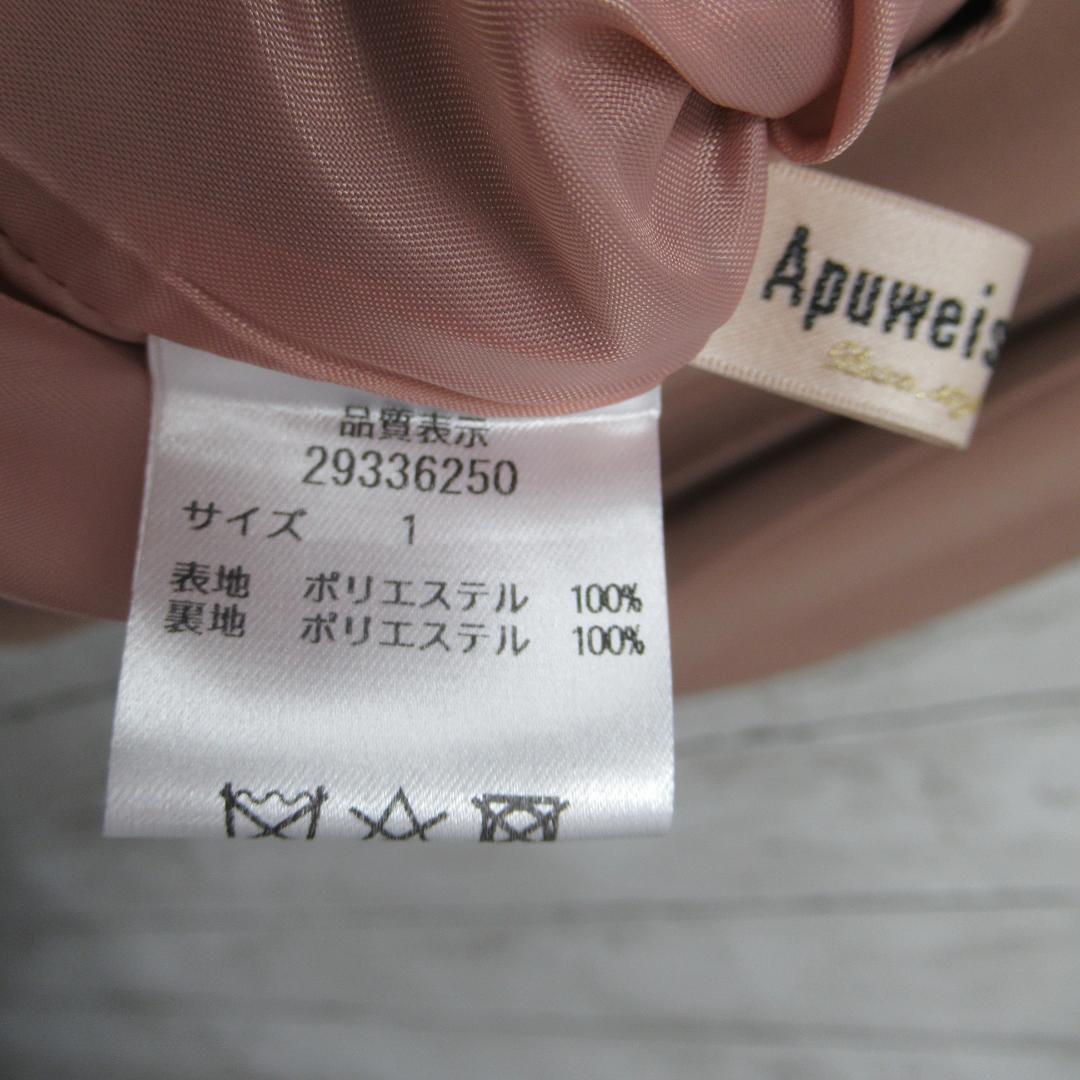 Apuweis
品質表示
29336250
サイズ 1
表地 ポリエステル 100%
裏地 ポリエステル 100%